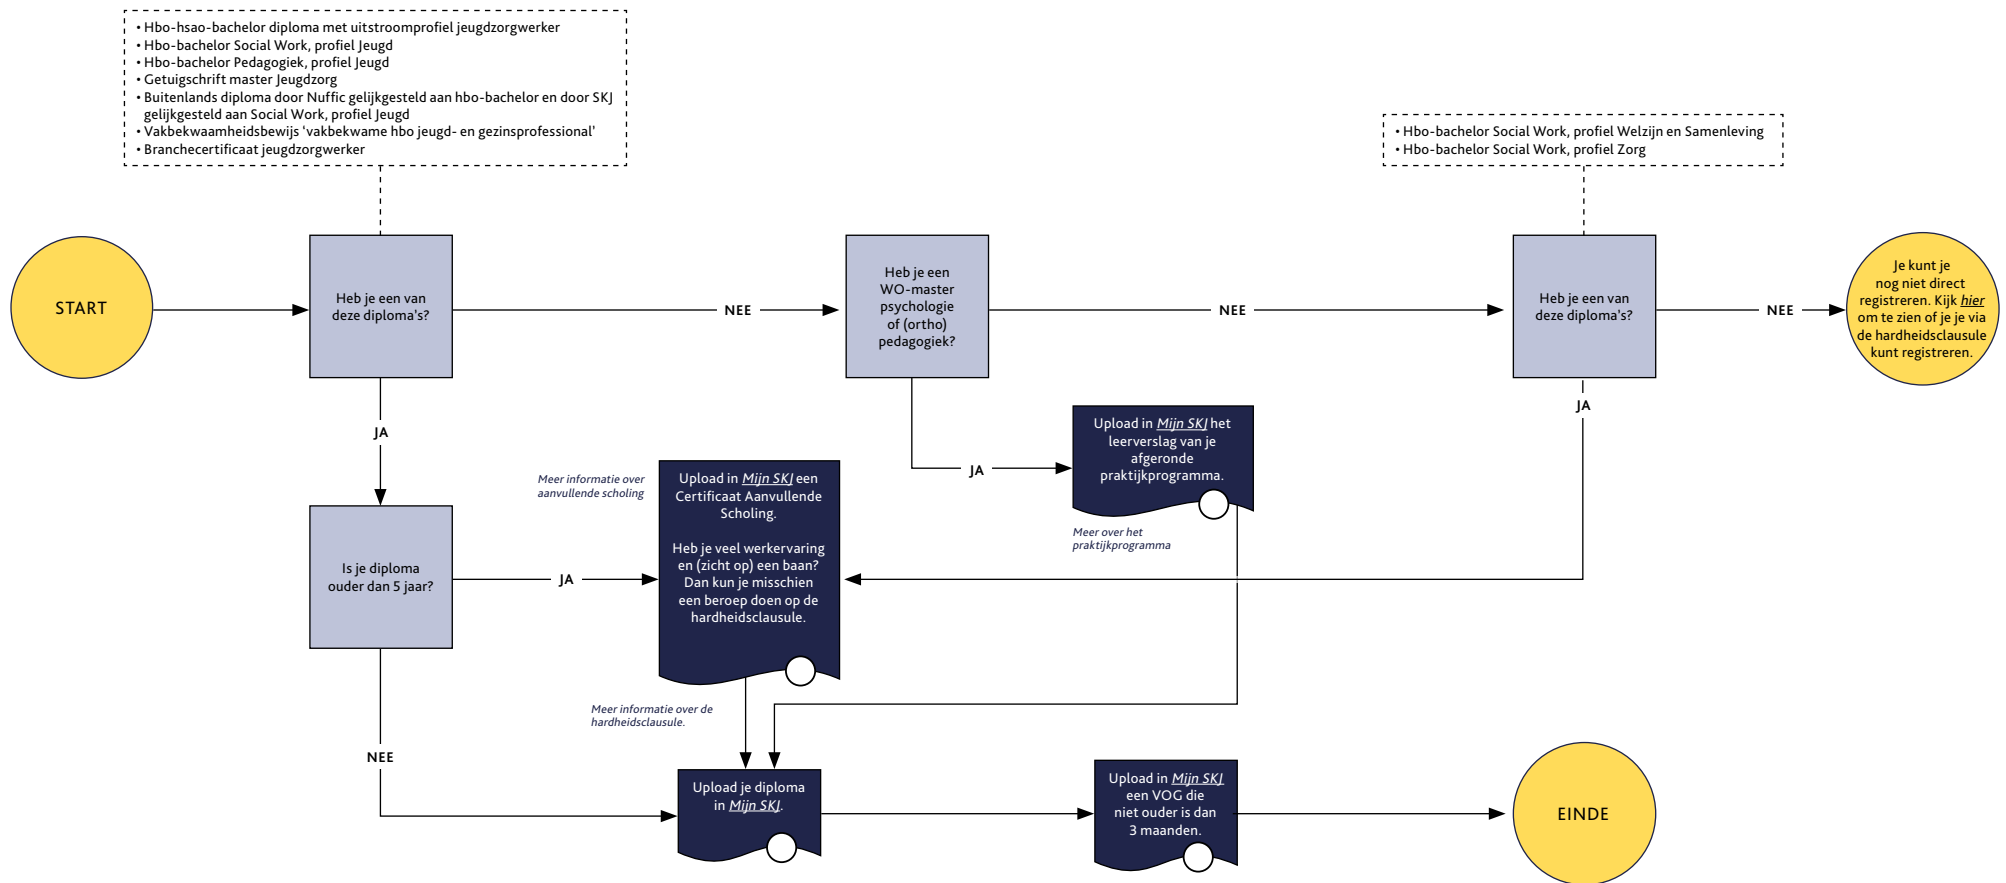 • Hbo-hsao-bachelor diploma met uitstroomprofiel jeugdzorgwerker
• Hbo-bachelor Social Work, profiel Jeugd
• Hbo-bachelor Pedagogiek, profiel Jeugd
• Getuigschrift master Jeugdzorg
• Buitenlands diploma door Nuffic gelijkgesteld aan hbo-bachelor en door SKJ
gelijkgesteld aan Social Work, profiel Jeugd
• Vakbekwaamheidsbewijs ‘vakbekwame hbo jeugd- en gezinsprofessional’
• Branchecertificaat jeugdzorgwerker
• Hbo-bachelor Social Work, profiel Welzijn en Samenleving
• Hbo-bachelor Social Work, profiel Zorg
START
Heb je een van
deze diploma's?
NEE
Heb je een
WO-master
psychologie
of (ortho)
pedagogiek?
NEE
Heb je een van
deze diploma's?
NEE
Je kunt je
nog niet direct
registreren. Kijk hier
om te zien of je je via
de hardheidsclausule
kunt registreren.
JA
JA
JA
Upload in Mijn SKJ het
leerverslag van je
afgeronde
praktijkprogramma.
Meer over het
praktijkprogramma
Meer informatie over
aanvullende scholing
Upload in Mijn SKJ een
Certificaat Aanvullende
Scholing.
Heb je veel werkervaring
en (zicht op) een baan?
Dan kun je misschien
een beroep doen op de
hardheidsclausule.
Is je diploma
ouder dan 5 jaar?
JA
Meer informatie over de
hardheidsclausule.
NEE
Upload je diploma
in Mijn SKJ.
Upload in Mijn SKJ
een VOG die
niet ouder is dan
3 maanden.
EINDE